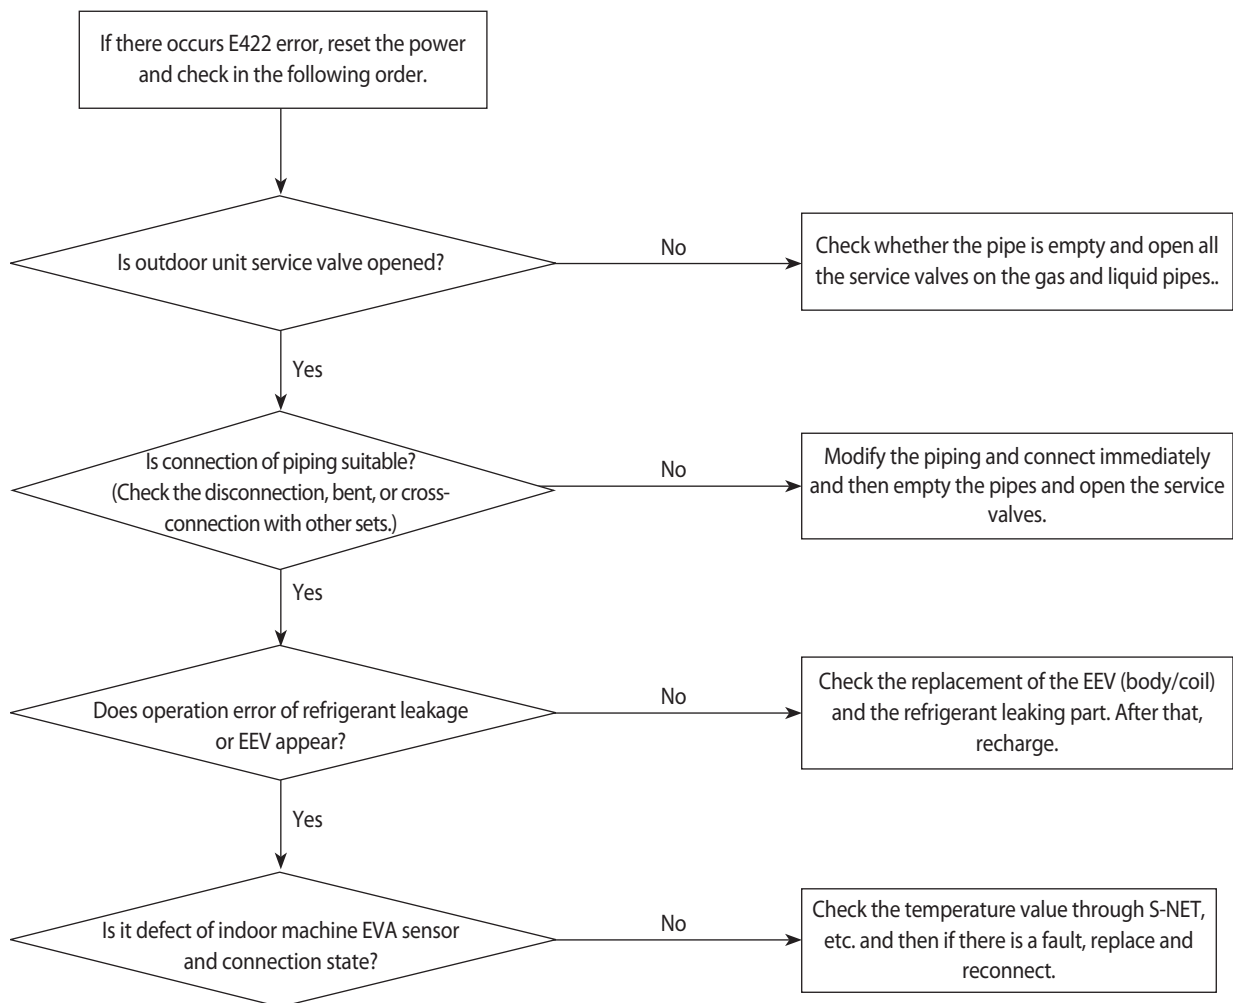 If there occurs E422 error, reset the power
and check in the following order.
Is outdoor unit service valve opened?
No
Check whether the pipe is empty and open all
the service valves on the gas and liquid pipes..
Yes
Is connection of piping suitable?
(Check the disconnection, bent, or cross-
connection with other sets.)
No
Modify the piping and connect immediately
and then empty the pipes and open the service
valves.
Yes
Does operation error of refrigerant leakage
or EEV appear?
No
Check the replacement of the EEV (body/coil)
and the refrigerant leaking part. After that,
recharge.
Yes
Is it defect of indoor machine EVA sensor
and connection state?
No
Check the temperature value through S-NET,
etc. and then if there is a fault, replace and
reconnect.